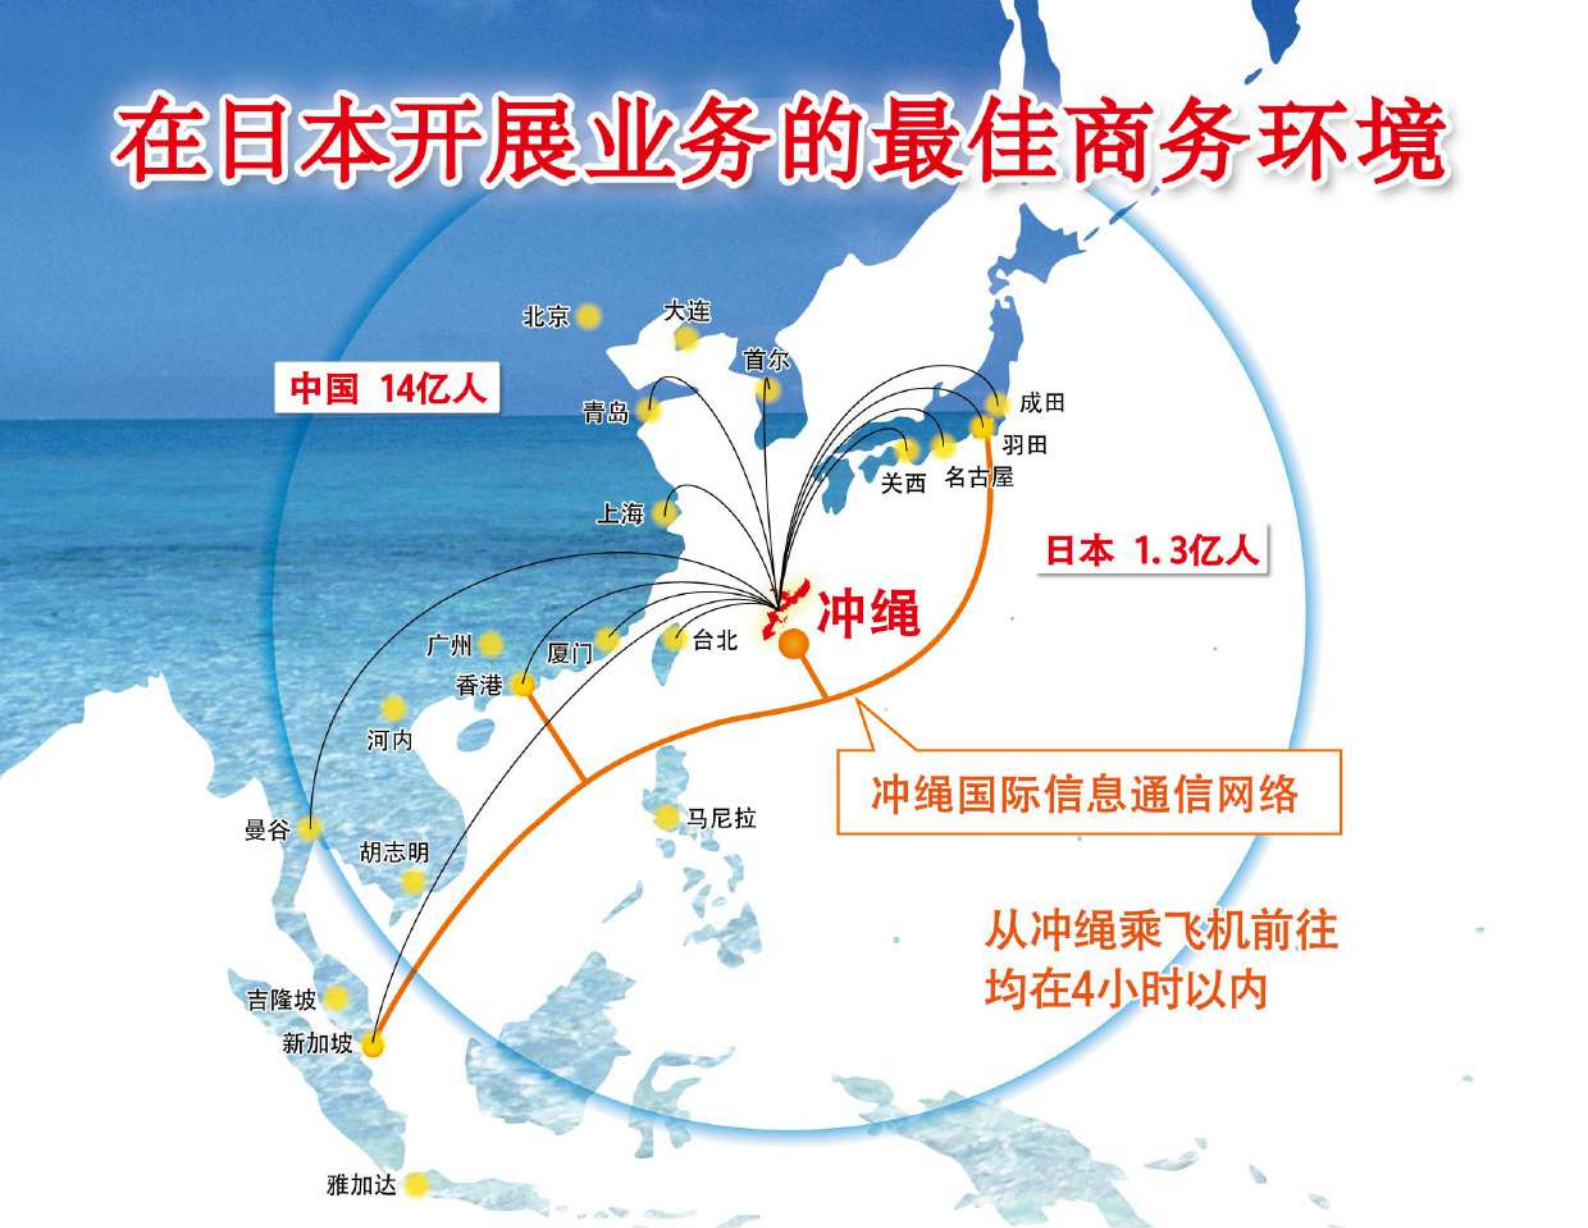 在日本开展业务的最佳商务环境
北京
大连
首尔
中国 14亿人
青岛
成田
羽田
关西
名古屋
上海
日本 1.3亿人
冲绳
广州
厦门
台北
香港
河内
冲绳国际信息通信网络
曼谷
马尼拉
胡志明
从冲绳乘飞机前往
均在4小时以内
吉隆坡
新加坡
雅加达